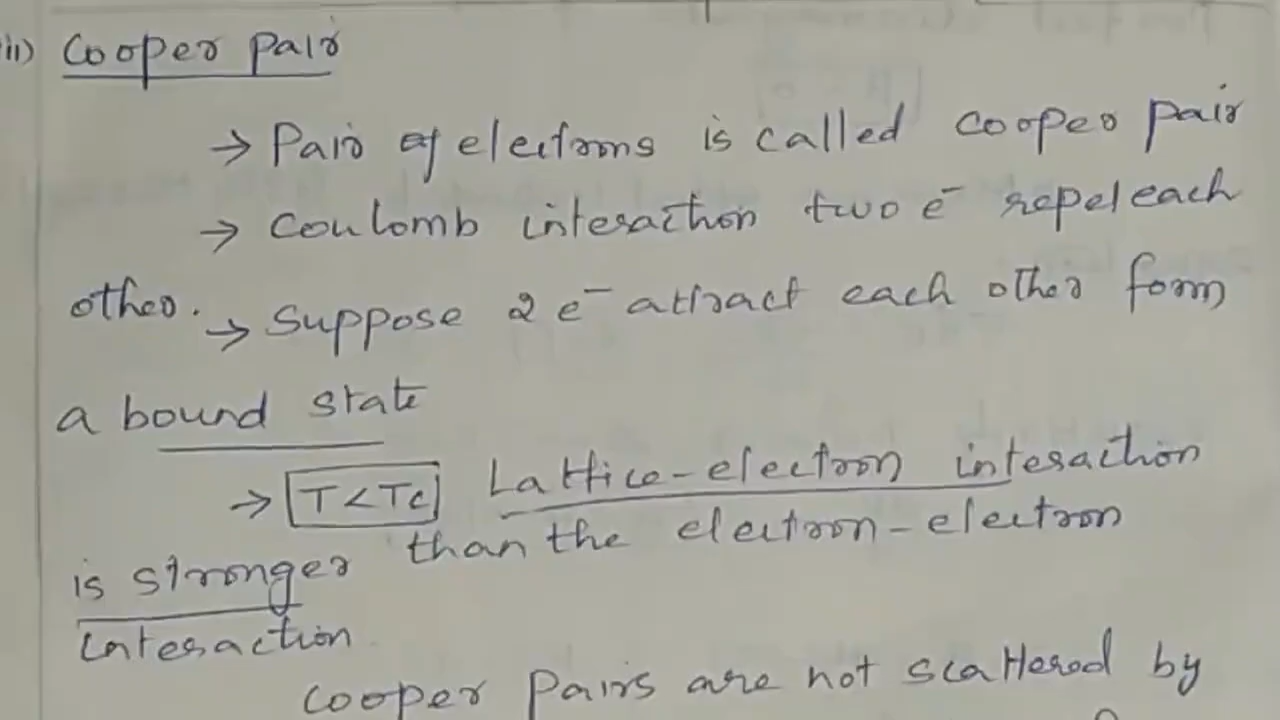 ii) Cooper pair
→ Pair of electrons is called cooper pair
→ Coulomb interaction two e⁻ repel each
other. → Suppose 2 e⁻ attract each other form
a bound state
→ T < Tc Lattice-electron interaction
is stronger than the electron-electron
interaction.
Cooper pairs are not scattered by